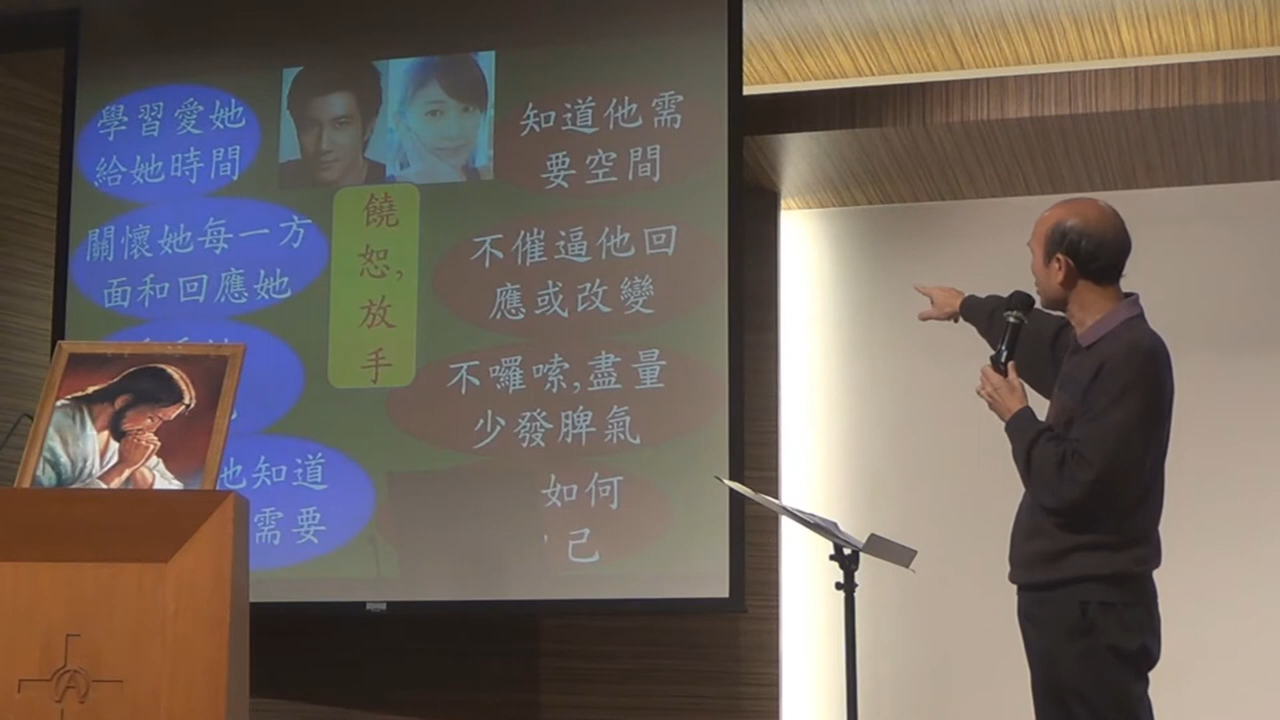 學習愛她
給她時間
知道他需
要空間
饒恕,
放手
關懷她每一方
面和回應她
不催逼他回
應或改變
不囉嗦,盡量
少發脾氣
知道
需要
如何
己